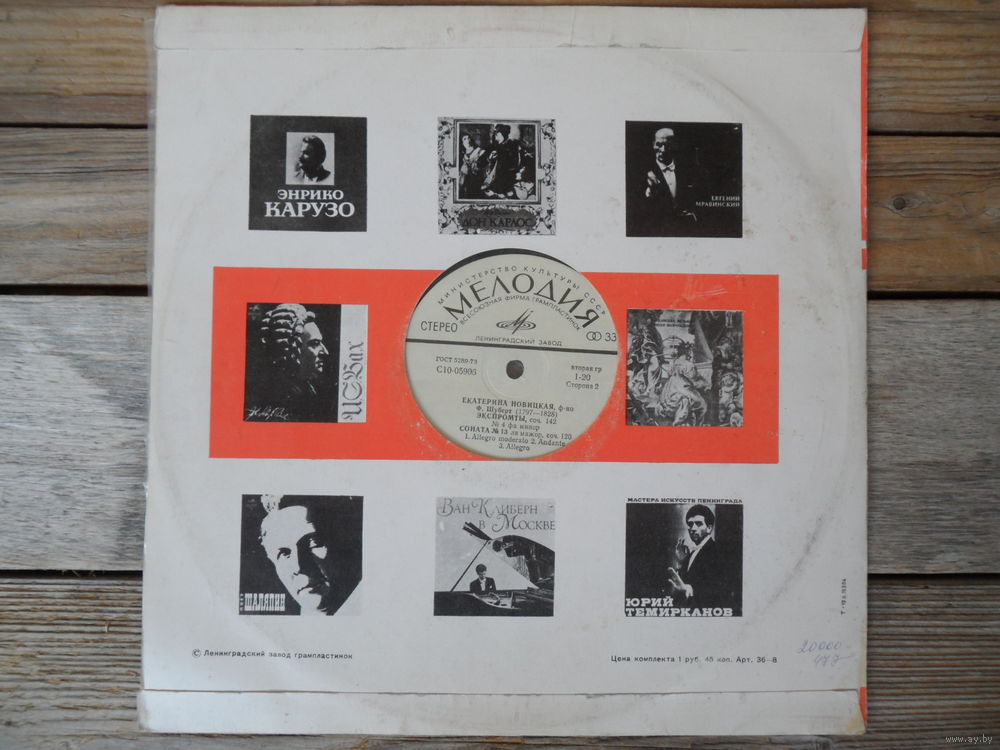 ЭНРИКО
КАРУЗО
ДОН КАРЛОС
ЕВГЕНИЙ
МРАВИНСКИЙ
МИНИСТЕРСТВО КУЛЬТУРЫ СССР
МЕЛОДИЯ
ВСЕСОЮЗНАЯ ФИРМА ГРАМПЛАСТИНОК
СТЕРЕО
33
ЛЕНИНГРАДСКИЙ ЗАВОД
ГОСТ 5289-73
С10-05905
вторая гр
1-20
Сторона 2
ЕКАТЕРИНА НОВИЦКАЯ, ф-но
Ф. Шуберт (1797—1828)
ЭКСПРОМТЫ, соч. 142
№ 4 фа минор
СОНАТА № 13 ля мажор, соч. 120
1. Allegro moderato 2. Andante
3. Allegro
И·С·Бах
ШАЛЯПИН
ВАН КЛИБЕРН
В МОСКВЕ
МАСТЕРА ИСКУССТВ ЛЕНИНГРАДА
ЮРИЙ
ТЕМИРКАНОВ
© Ленинградский завод грампластинок
Цена комплекта 1 руб. 45 коп. Арт. 36—8
20000
www.ay.by